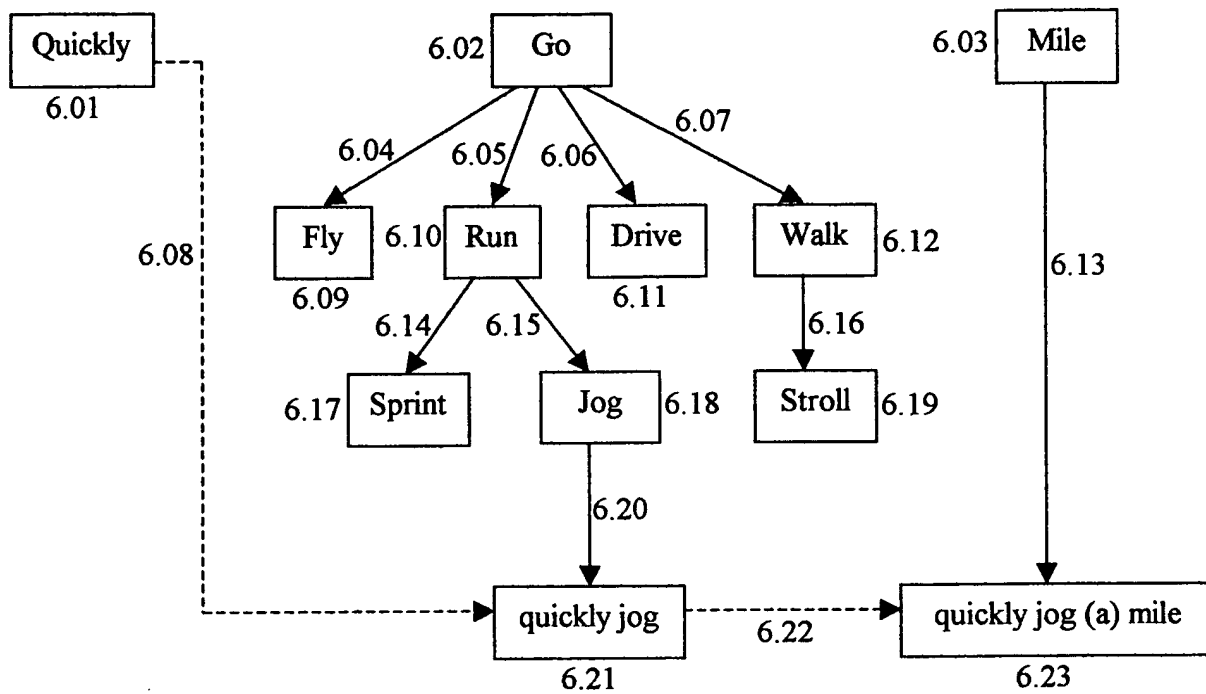 Quickly
6.01
6.02
Go
6.03
Mile
6.04
6.05
6.06
6.07
6.08
Fly
6.09
6.10
Run
Drive
6.11
Walk
6.12
6.13
6.14
6.15
6.16
6.17
Sprint
Jog
6.18
Stroll
6.19
6.20
quickly jog
6.21
6.22
quickly jog (a) mile
6.23